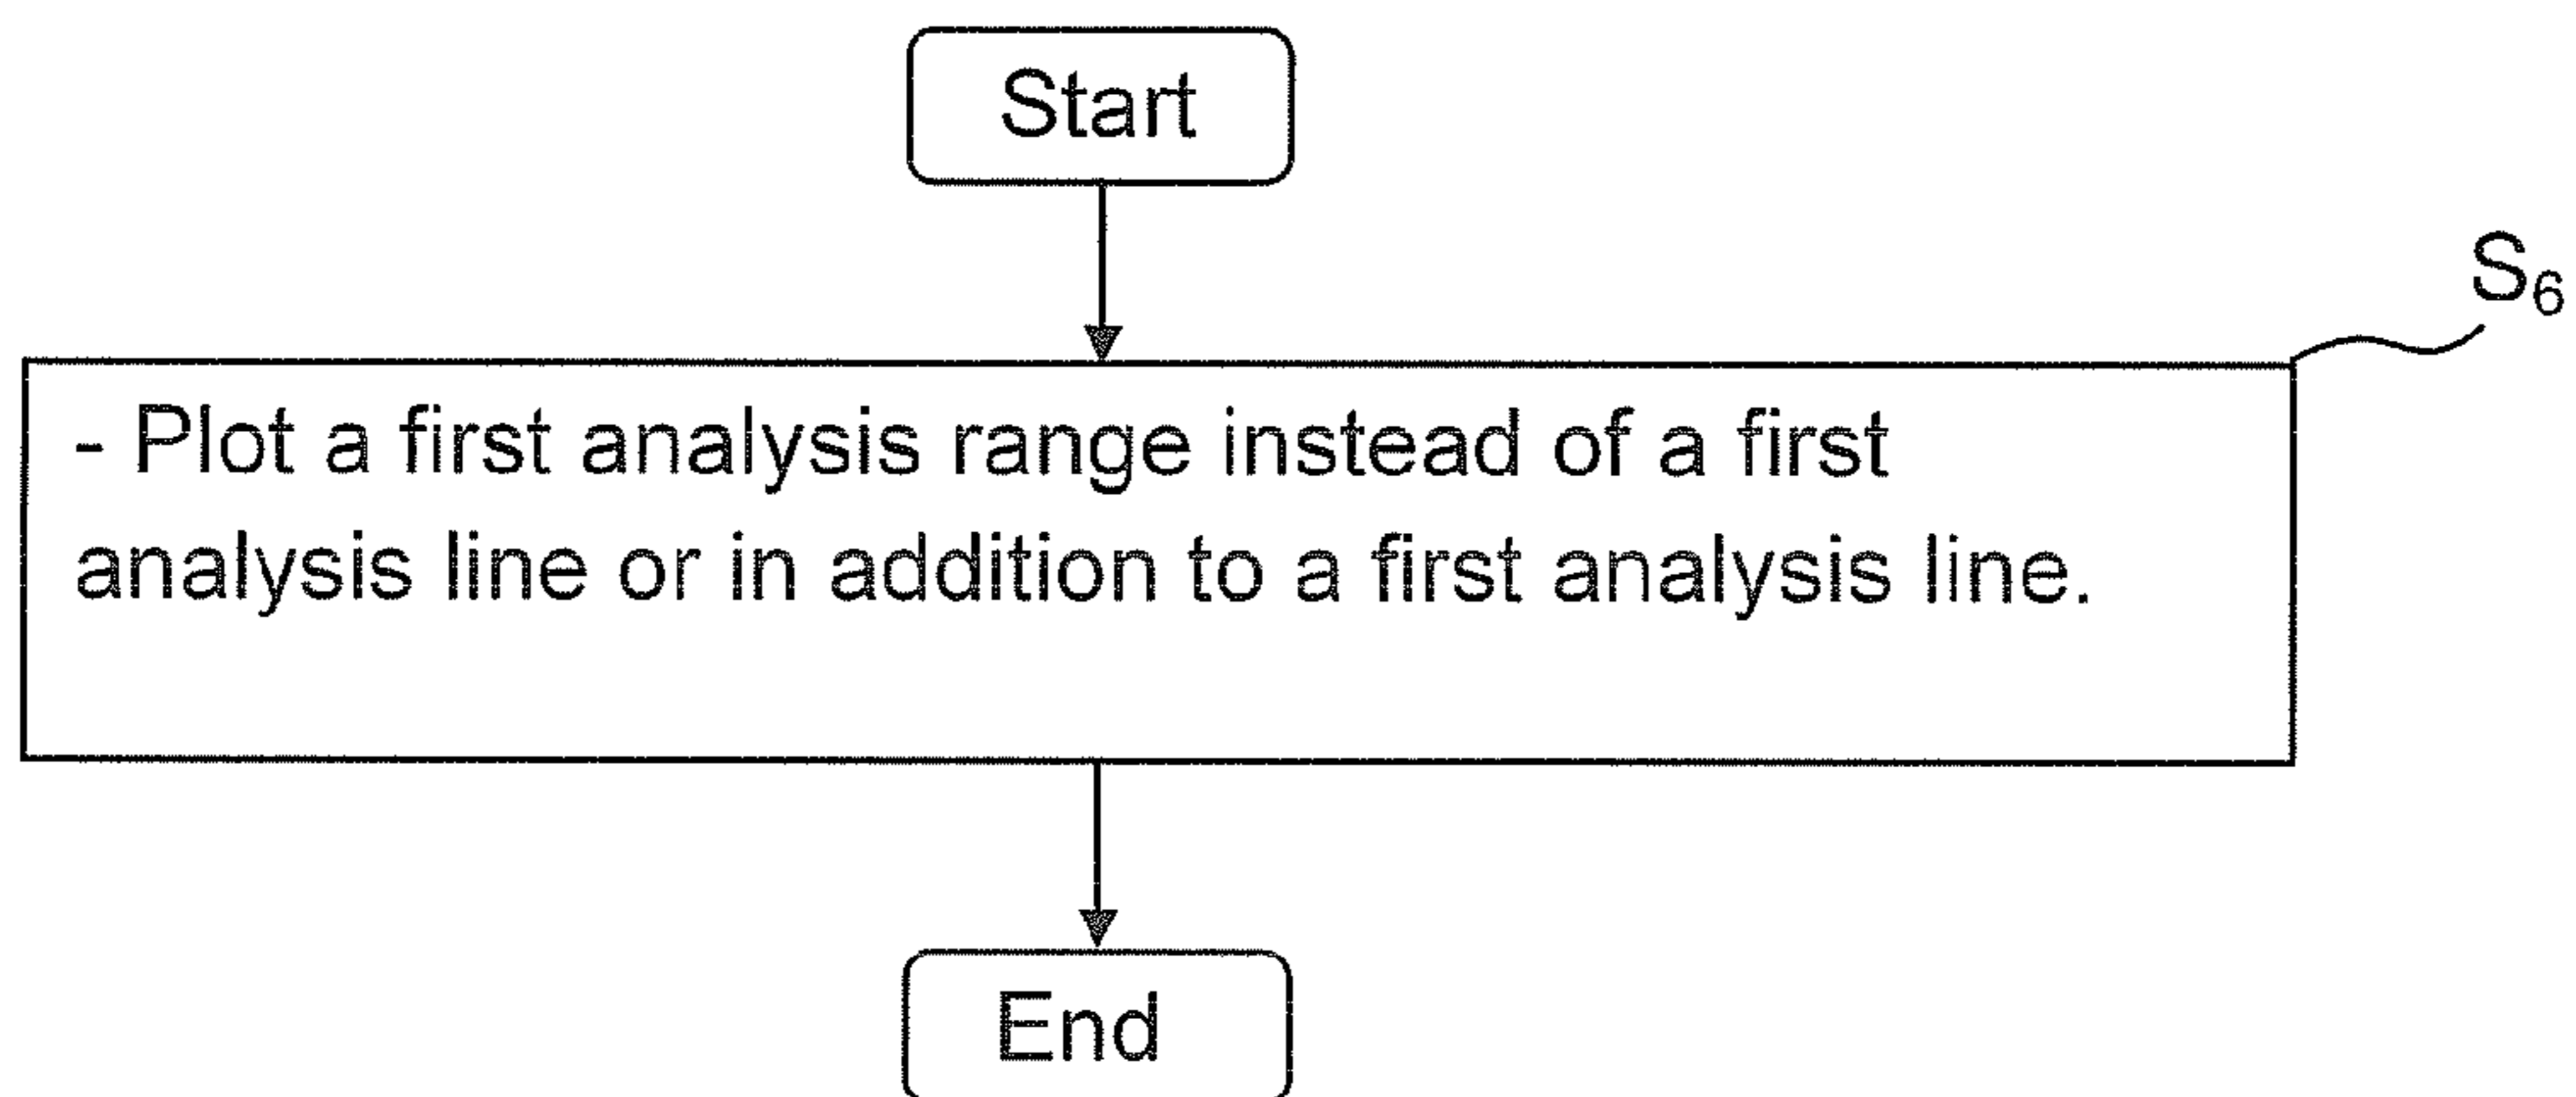 Start
S₆
- Plot a first analysis range instead of a first
analysis line or in addition to a first analysis line.
End